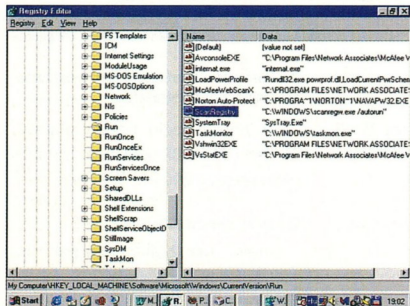 Registry Editor
Registry Edit View Help
FS Templates
ICM
Internet Settings
ModuleUsage
MS-DOS Emulation
MS-DOSOptions
Network
Nls
Policies
Run
RunOnce
RunOnceEx
RunServices
RunServicesOnce
Screen Savers
Setup
SharedDLLs
Shell Extensions
ShellScrap
ShellServiceObjectD
StillImage
SysDM
TaskMon
Name Data
(Default) (value not set)
AvconsoleEXE "C:\Program Files\Network Associates\McAfee V
internat.exe "internat.exe"
LoadPowerProfile "Rundll32.exe powrprof.dll,LoadCurrentPwrSchem
McAfeeWebScanX "C:\PROGRAM FILES\NETWORK ASSOCIATE
Norton Auto-Protect "C:\PROGRA~1\NORTON~1\NAVAPW32.EXE
ScanRegistry "C:\WINDOWS\scanregw.exe /autorun"
SystemTray "SysTray.Exe"
TaskMonitor "C:\WINDOWS\taskmon.exe"
Vshwin32EXE "C:\PROGRAM FILES\NETWORK ASSOCIATE
VsStatEXE "C:\Program Files\Network Associates\McAfee V
My Computer\HKEY_LOCAL_MACHINE\Software\Microsoft\Windows\CurrentVersion\Run
Start M.. R.. P.. C.. W.. 19:02